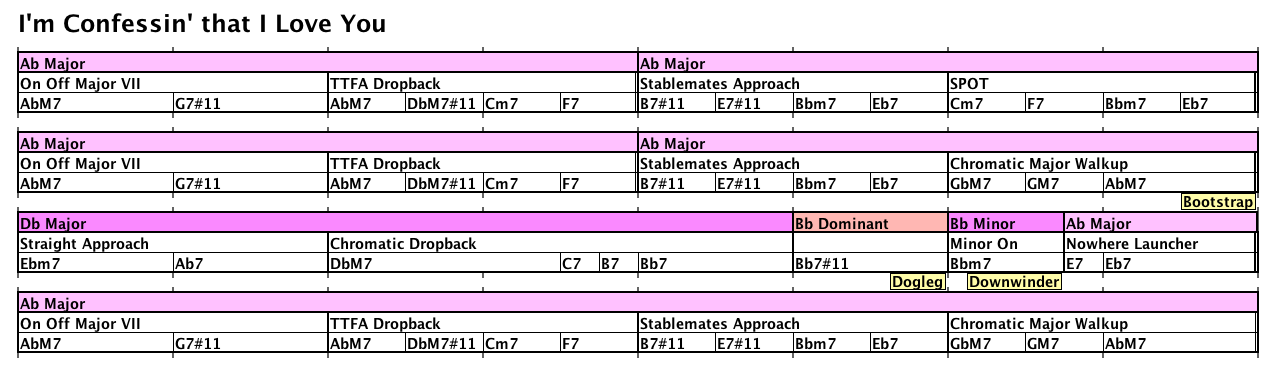 I'm Confessin' that I Love You
Ab Major Ab Major
On Off Major VII TTFA Dropback Stablemates Approach SPOT
AbM7 G7#11 AbM7 DbM7#11 Cm7 F7 B7#11 E7#11 Bbm7 Eb7 Cm7 F7 Bbm7 Eb7
Ab Major Ab Major
On Off Major VII TTFA Dropback Stablemates Approach Chromatic Major Walkup
AbM7 G7#11 AbM7 DbM7#11 Cm7 F7 B7#11 E7#11 Bbm7 Eb7 GbM7 GM7 AbM7
Bootstrap
Db Major Bb Dominant Bb Minor Ab Major
Straight Approach Chromatic Dropback Minor On Nowhere Launcher
Ebm7 Ab7 DbM7 C7 B7 Bb7 Bb7#11 Bbm7 E7 Eb7
Dogleg Downwinder
Ab Major
On Off Major VII TTFA Dropback Stablemates Approach Chromatic Major Walkup
AbM7 G7#11 AbM7 DbM7#11 Cm7 F7 B7#11 E7#11 Bbm7 Eb7 GbM7 GM7 AbM7